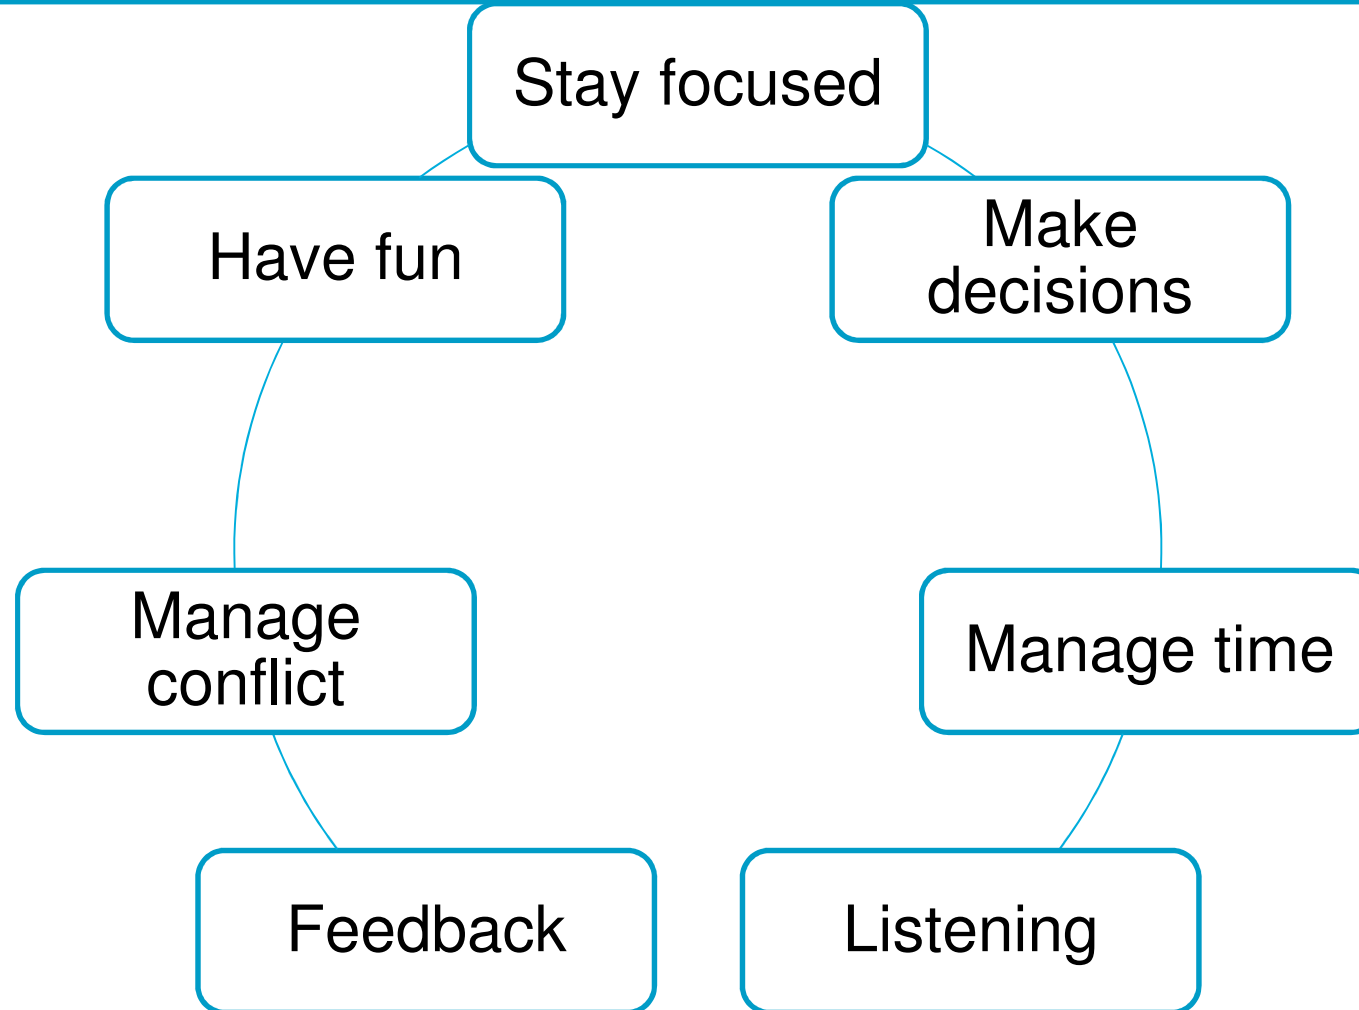 Stay focused
Have fun
Make
decisions
Manage
conflict
Manage time
Feedback
Listening